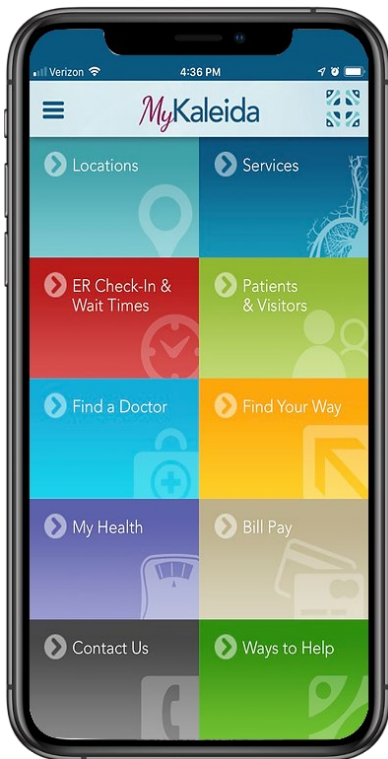 Verizon 4:36 PM
MyKaleida
Locations
Services
ER Check-In &
Wait Times
Patients
& Visitors
Find a Doctor
Find Your Way
My Health
Bill Pay
Contact Us
Ways to Help